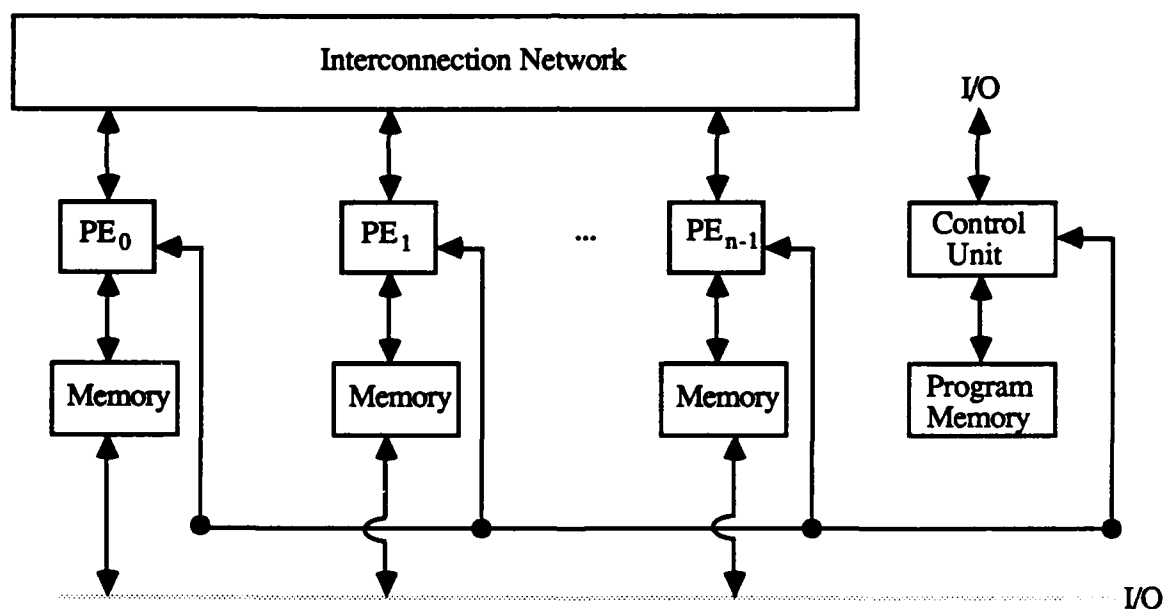 Interconnection Network
I/O
PE0
PE1
...
PEn-1
Control
Unit
Memory
Memory
Memory
Program
Memory
I/O